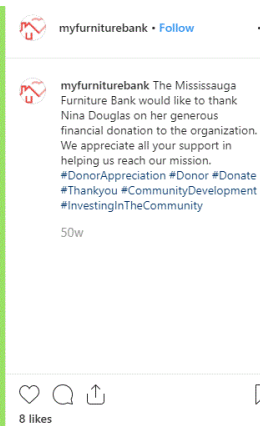 myfurniturebank • Follow
myfurniturebank The Mississauga
Furniture Bank would like to thank
Nina Douglas on her generous
financial donation to the organization.
We appreciate all your support in
helping us reach our mission.
#DonorAppreciation #Donor #Donate
#Thankyou #CommunityDevelopment
#InvestingInTheCommunity
50w
8 likes